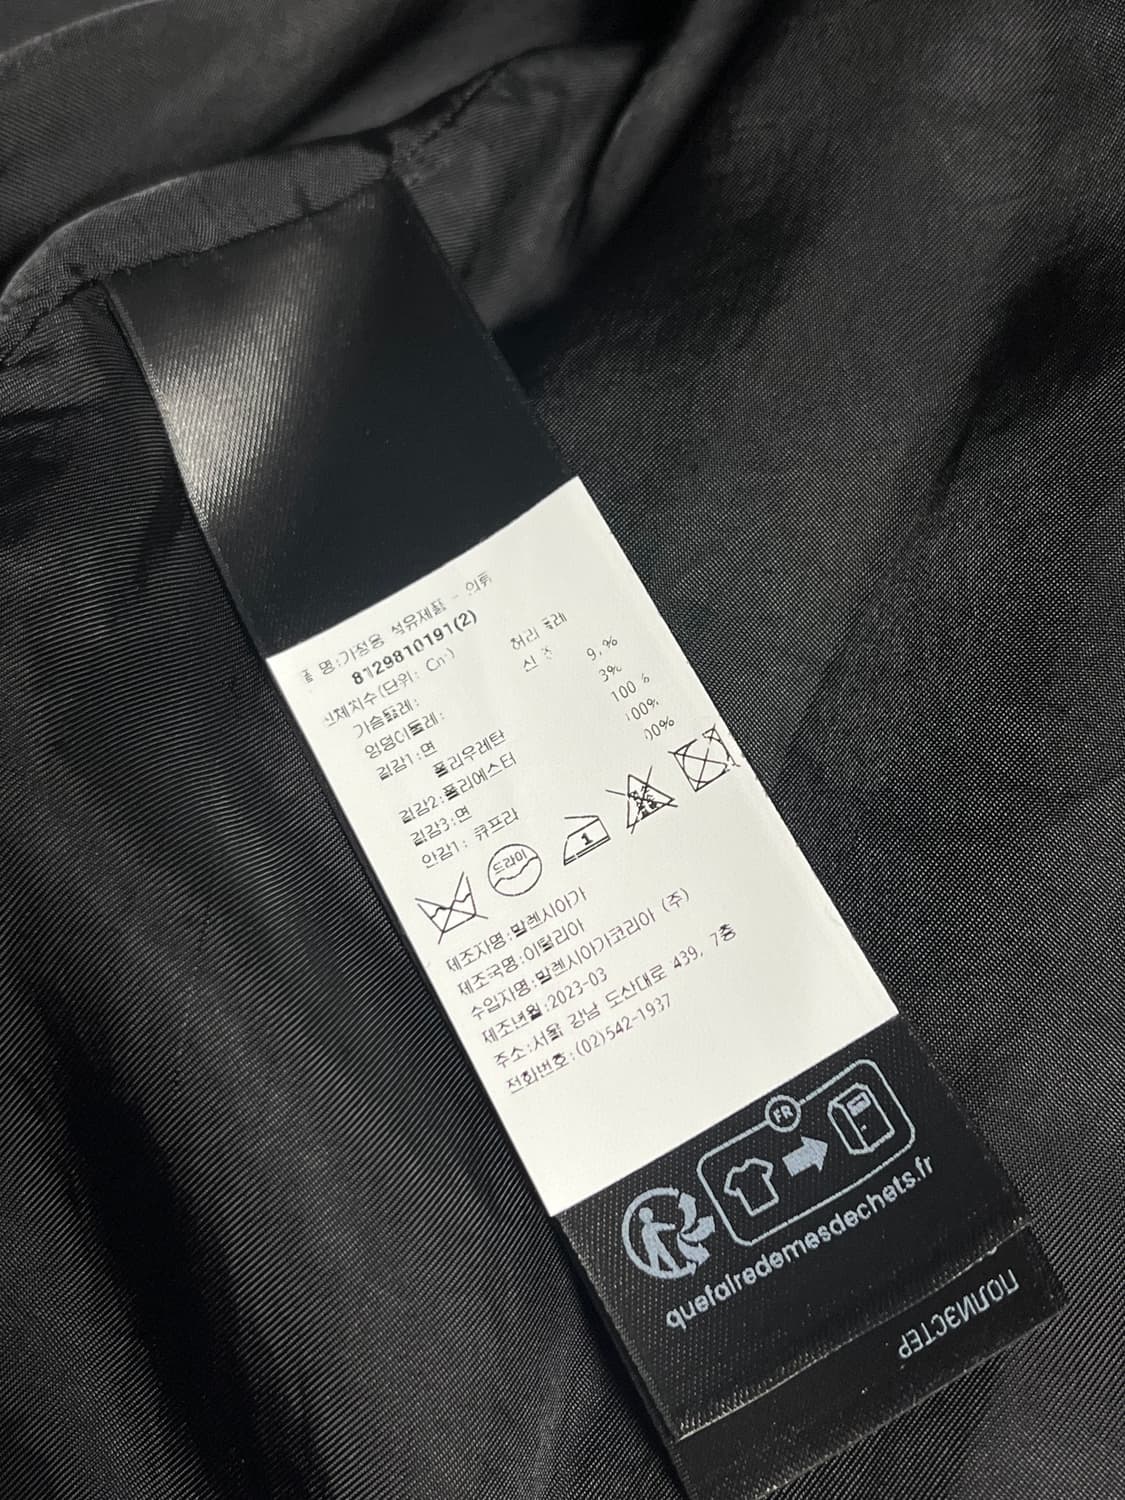 명:가정용 석유제품 - 의류
8129810191(2)
신체치수(단위: Cm)
가슴둘레: 허리둘레
엉덩이둘레: 신
겉감1:면
폴리우레탄 3%
겉감2:폴리에스터 100%
겉감3:면 100%
안감1: 큐프라 00%
드라이
1
제조자명:발렌시아가
제조국명:이탈리아
수입자명:발렌시아가코리아 (주)
제조년월:2023-03
주소:서울 강남 도산대로 439, 7층
전화번호:(02)542-1937
FR
quefairedemesdechets.fr
ПОЛИЭСТЕР